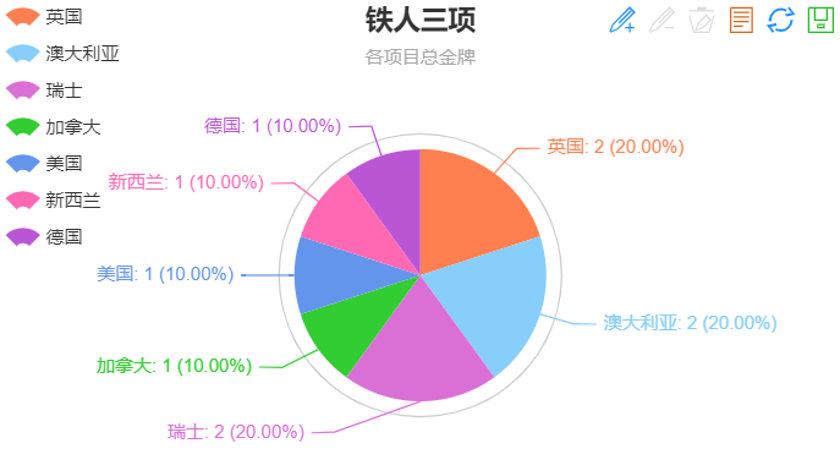 铁人三项
各项目总金牌
英国
澳大利亚
瑞士
加拿大
美国
新西兰
德国
德国: 1 (10.00%)
英国: 2 (20.00%)
新西兰: 1 (10.00%)
美国: 1 (10.00%)
澳大利亚: 2 (20.00%)
加拿大: 1 (10.00%)
瑞士: 2 (20.00%)